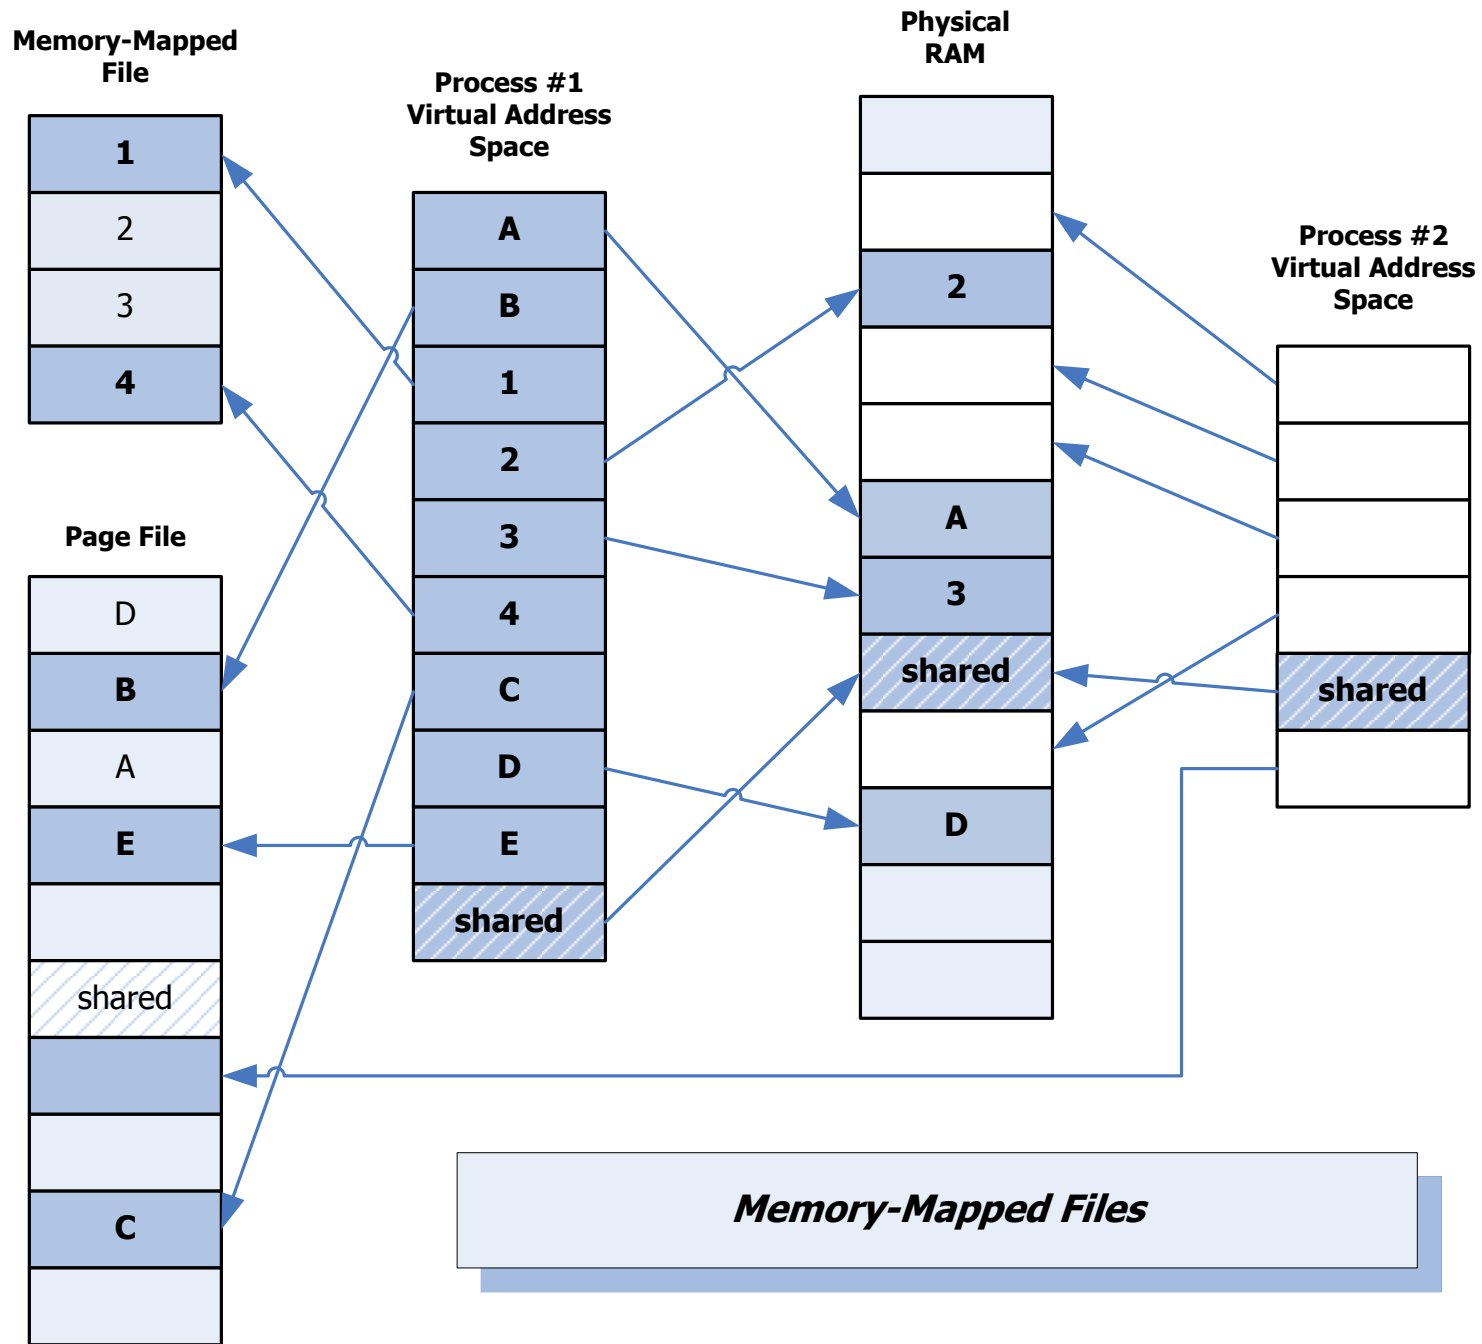 Memory-Mapped
File
1
2
3
4
Page File
D
B
A
E
shared
C
Process #1
Virtual Address
Space
A
B
1
2
3
4
C
D
E
shared
Physical
RAM
2
A
3
shared
D
Process #2
Virtual Address
Space
shared
Memory-Mapped Files